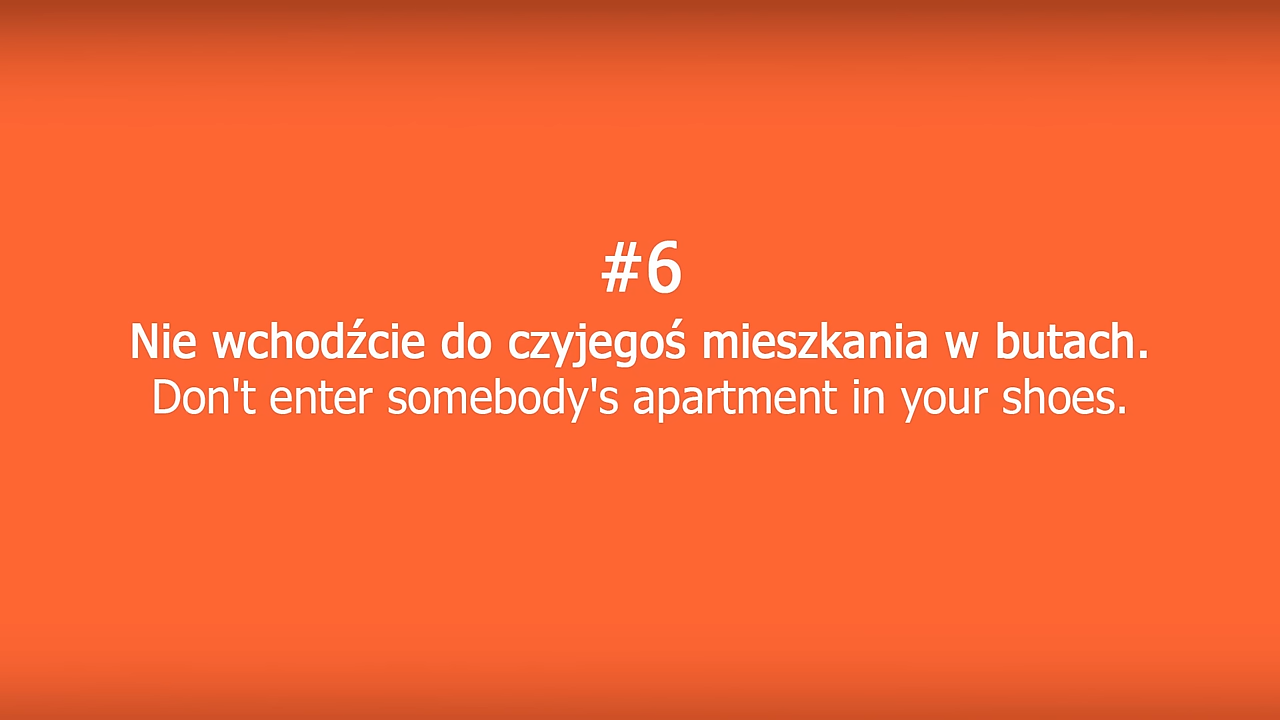 #6
Nie wchodźcie do czyjegoś mieszkania w butach.
Don't enter somebody's apartment in your shoes.